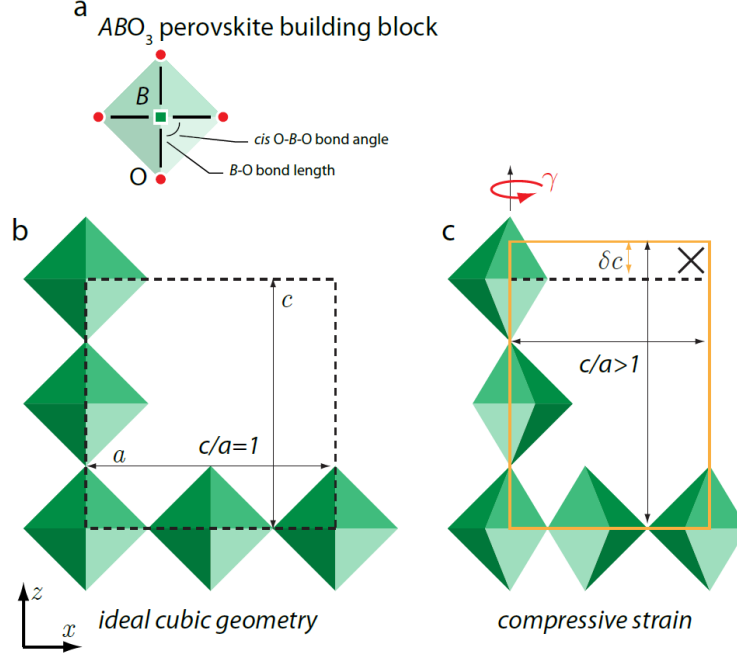 a
ABO₃ perovskite building block
B
cis O-B-O bond angle
B-O bond length
O
γ
b
c
δc
c
c/a>1
a
c/a=1
z
x
ideal cubic geometry
compressive strain